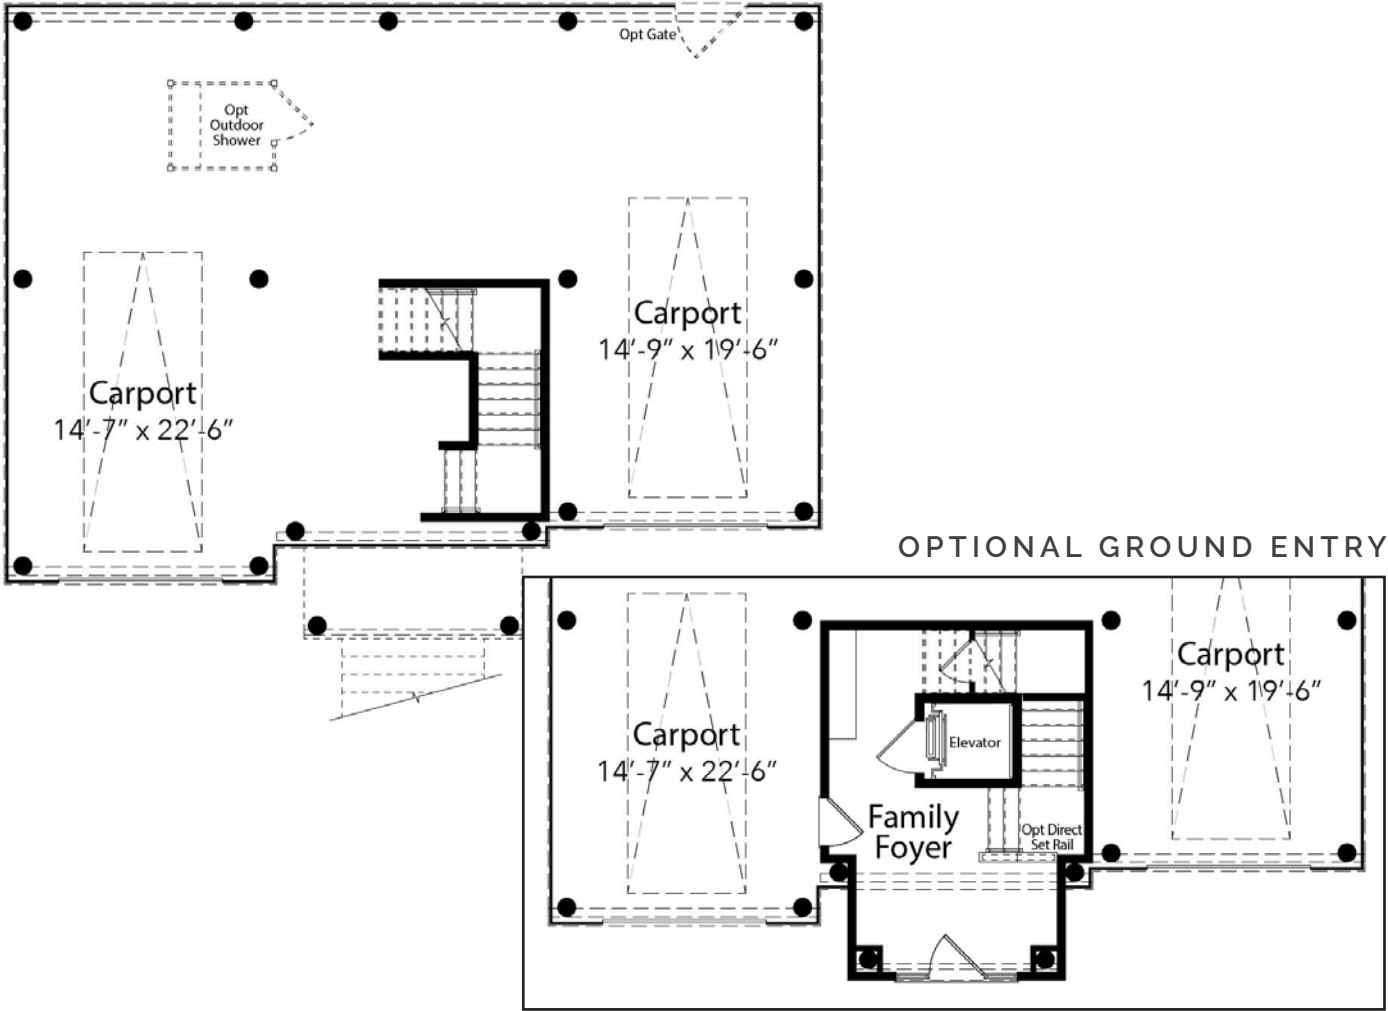 Opt Gate
Opt
Outdoor
Shower
Carport
14’-9” x 19’-6”
Carport
14’-7” x 22’-6”
OPTIONAL GROUND ENTRY
Carport
14’-9” x 19’-6”
Carport
14’-7” x 22’-6”
Elevator
Family
Foyer
Opt Direct
Set Rail